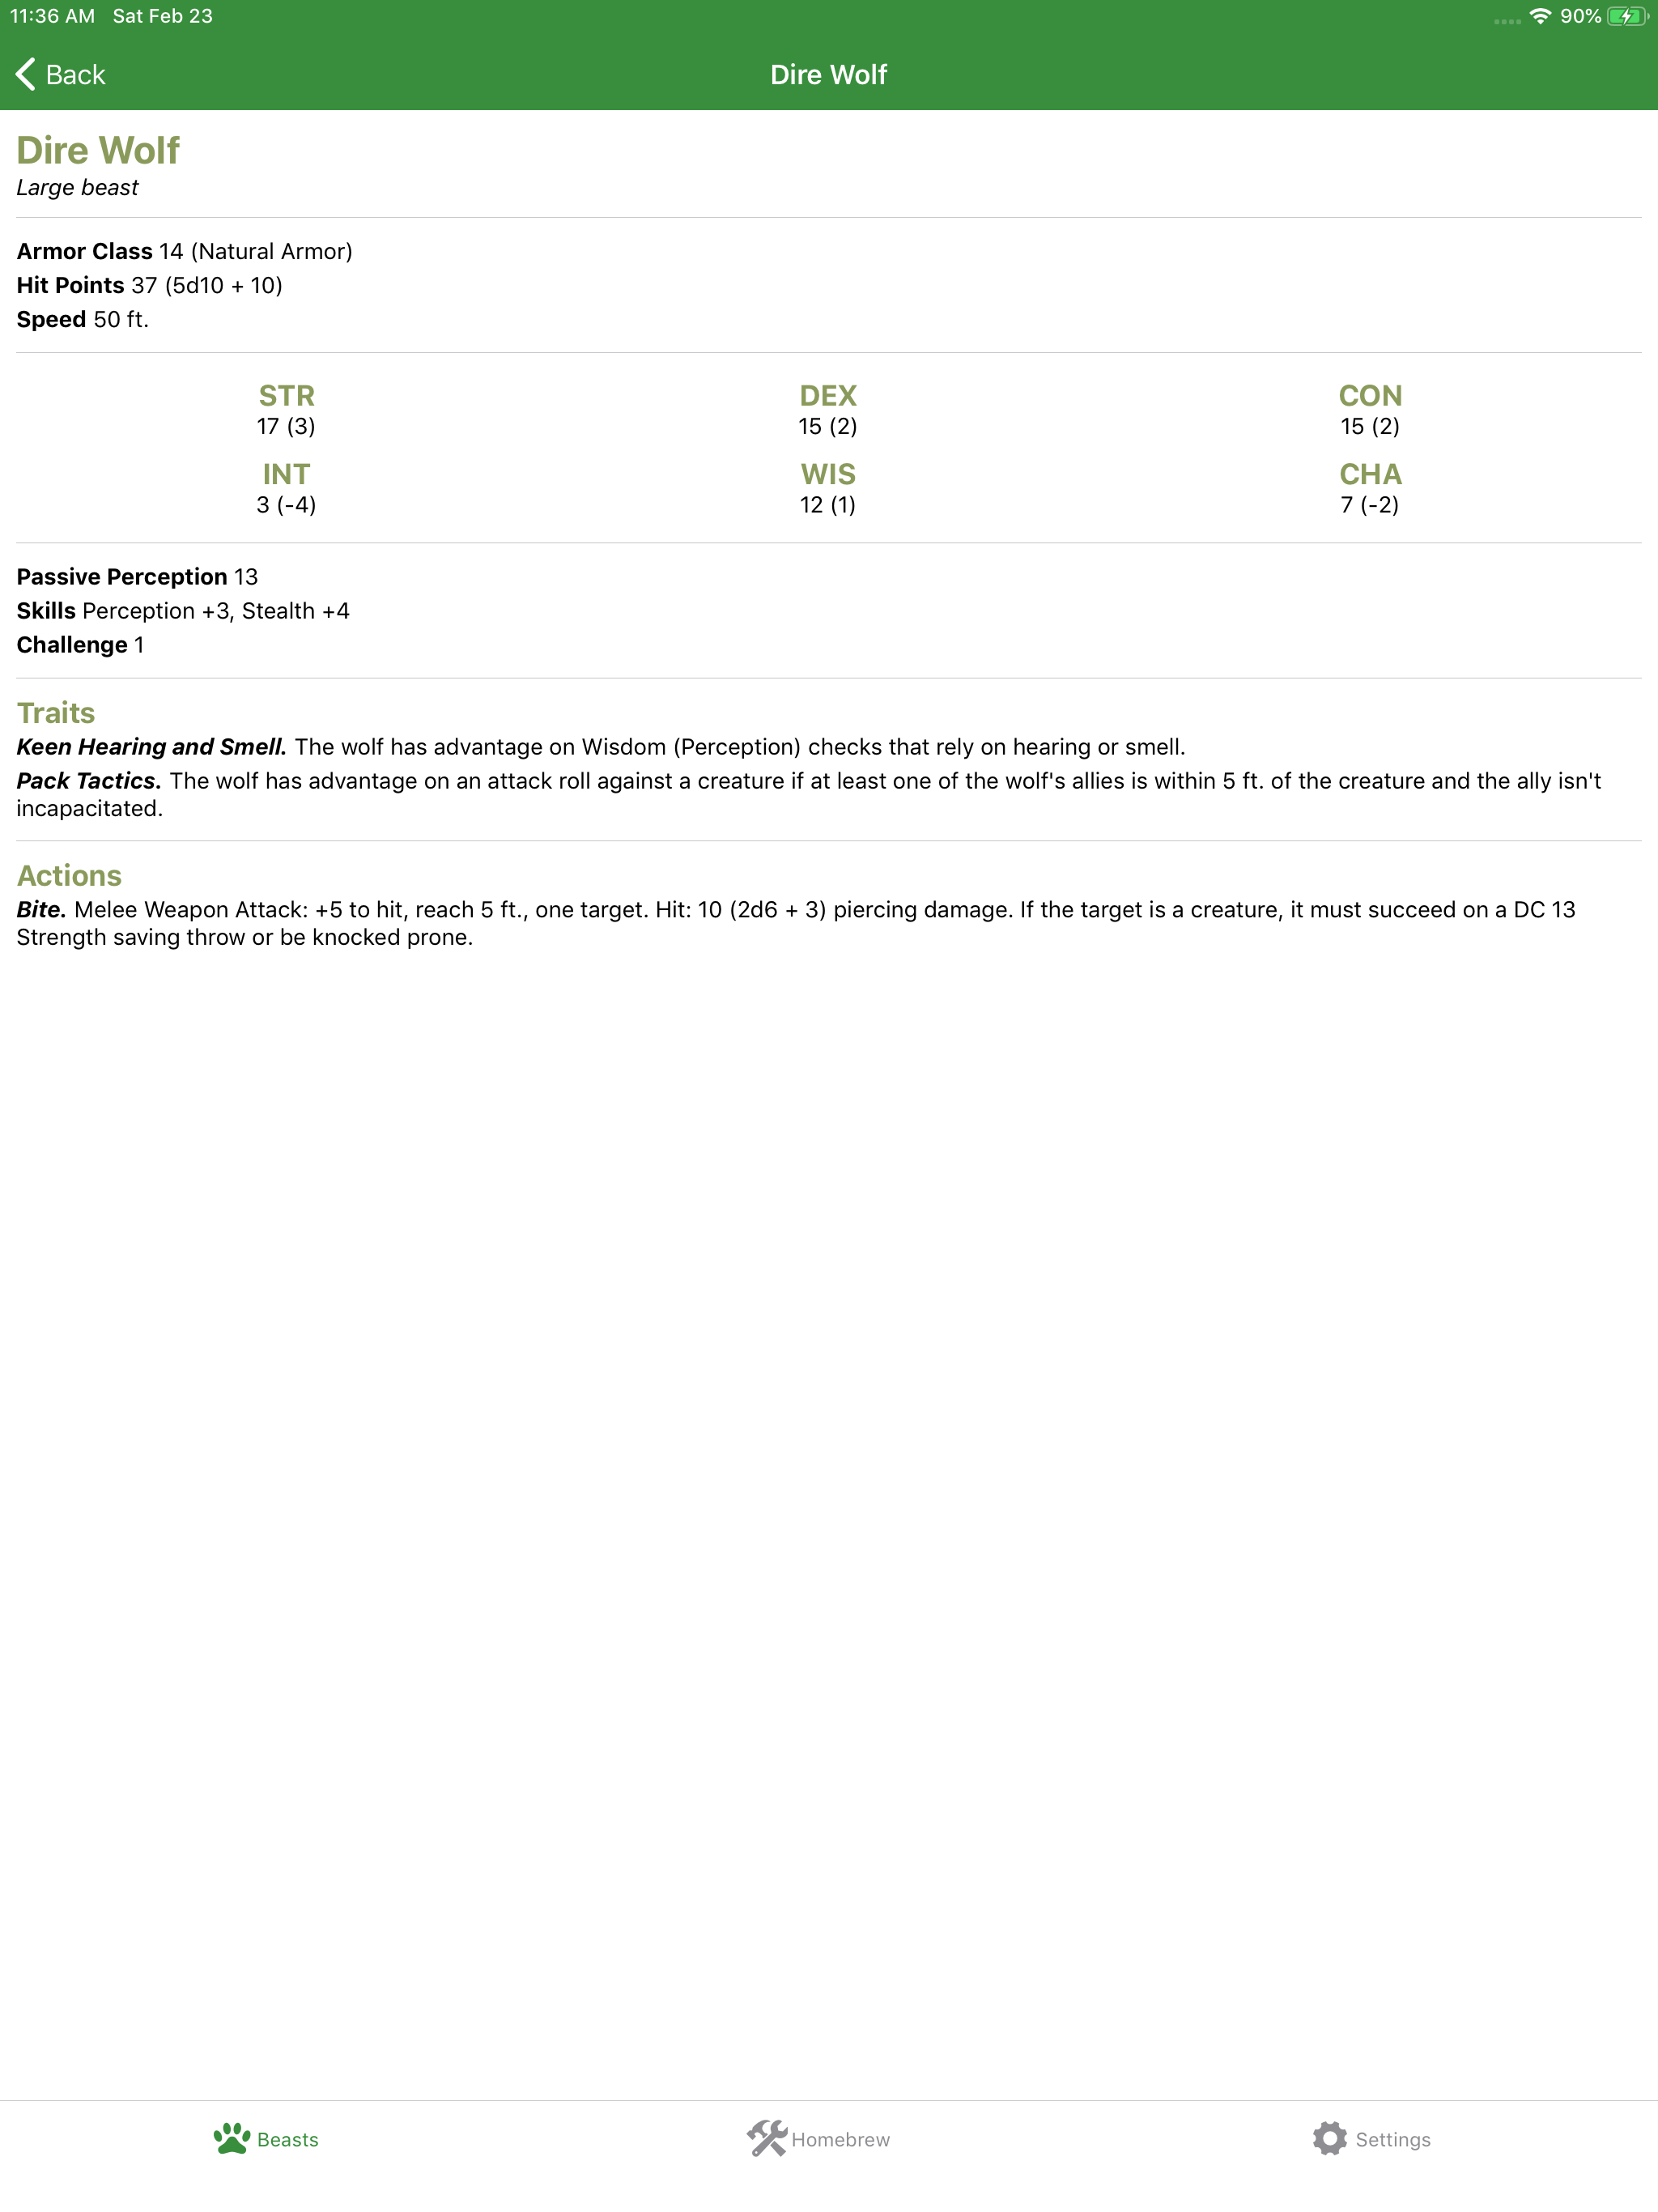 11:36 AM Sat Feb 23 90%
Back Dire Wolf
Dire Wolf
Large beast
Armor Class 14 (Natural Armor)
Hit Points 37 (5d10 + 10)
Speed 50 ft.
STR DEX CON
17 (3) 15 (2) 15 (2)
INT WIS CHA
3 (-4) 12 (1) 7 (-2)
Passive Perception 13
Skills Perception +3, Stealth +4
Challenge 1
Traits
Keen Hearing and Smell. The wolf has advantage on Wisdom (Perception) checks that rely on hearing or smell.
Pack Tactics. The wolf has advantage on an attack roll against a creature if at least one of the wolf's allies is within 5 ft. of the creature and the ally isn't
incapacitated.
Actions
Bite. Melee Weapon Attack: +5 to hit, reach 5 ft., one target. Hit: 10 (2d6 + 3) piercing damage. If the target is a creature, it must succeed on a DC 13
Strength saving throw or be knocked prone.
Beasts Homebrew Settings